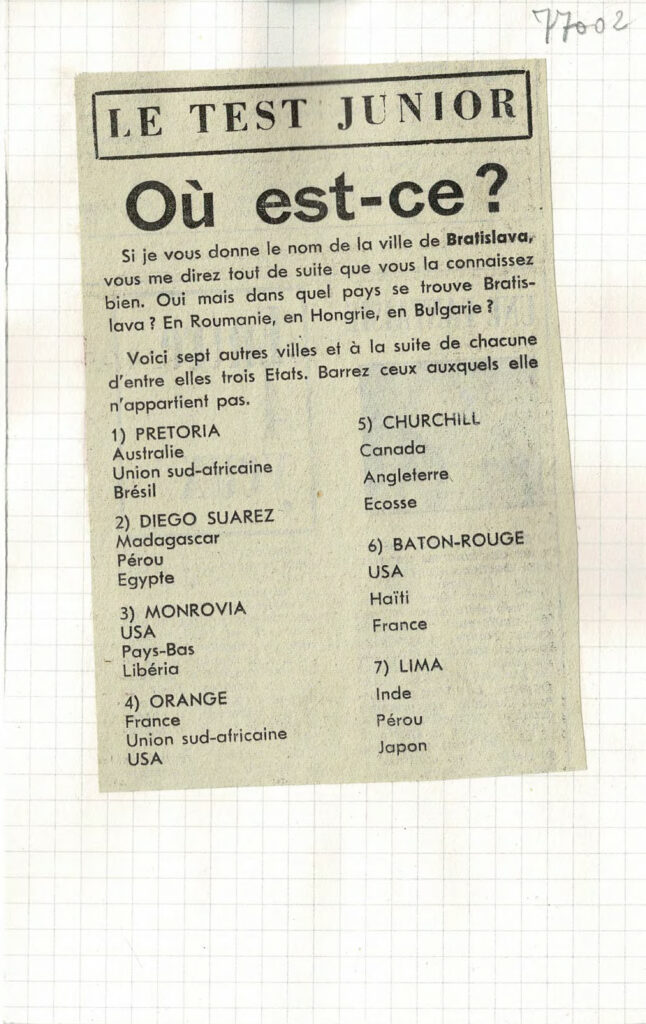 77002
LE TEST JUNIOR
Où est-ce ?
Si je vous donne le nom de la ville de Bratislava,
vous me direz tout de suite que vous la connaissez
bien. Oui mais dans quel pays se trouve Bratis-
lava ? En Roumanie, en Hongrie, en Bulgarie ?
Voici sept autres villes et à la suite de chacune
d'entre elles trois Etats. Barrez ceux auxquels elle
n'appartient pas.
1) PRETORIA
Australie
Union sud-africaine
Brésil
2) DIEGO SUAREZ
Madagascar
Pérou
Egypte
3) MONROVIA
USA
Pays-Bas
Libéria
4) ORANGE
France
Union sud-africaine
USA
5) CHURCHILL
Canada
Angleterre
Ecosse
6) BATON-ROUGE
USA
Haïti
France
7) LIMA
Inde
Pérou
Japon